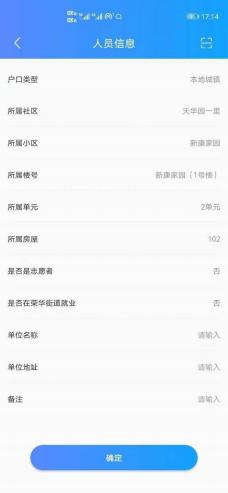 17:14
人员信息
户口类型 本地城镇
所属社区 天华园一里
所属小区 新康家园
所属楼号 新康家园（1号楼）
所属单元 2单元
所属房屋 102
是否是志愿者 否
是否在荣华街道就业 否
单位名称 请输入
单位地址 请输入
备注 请输入
确定